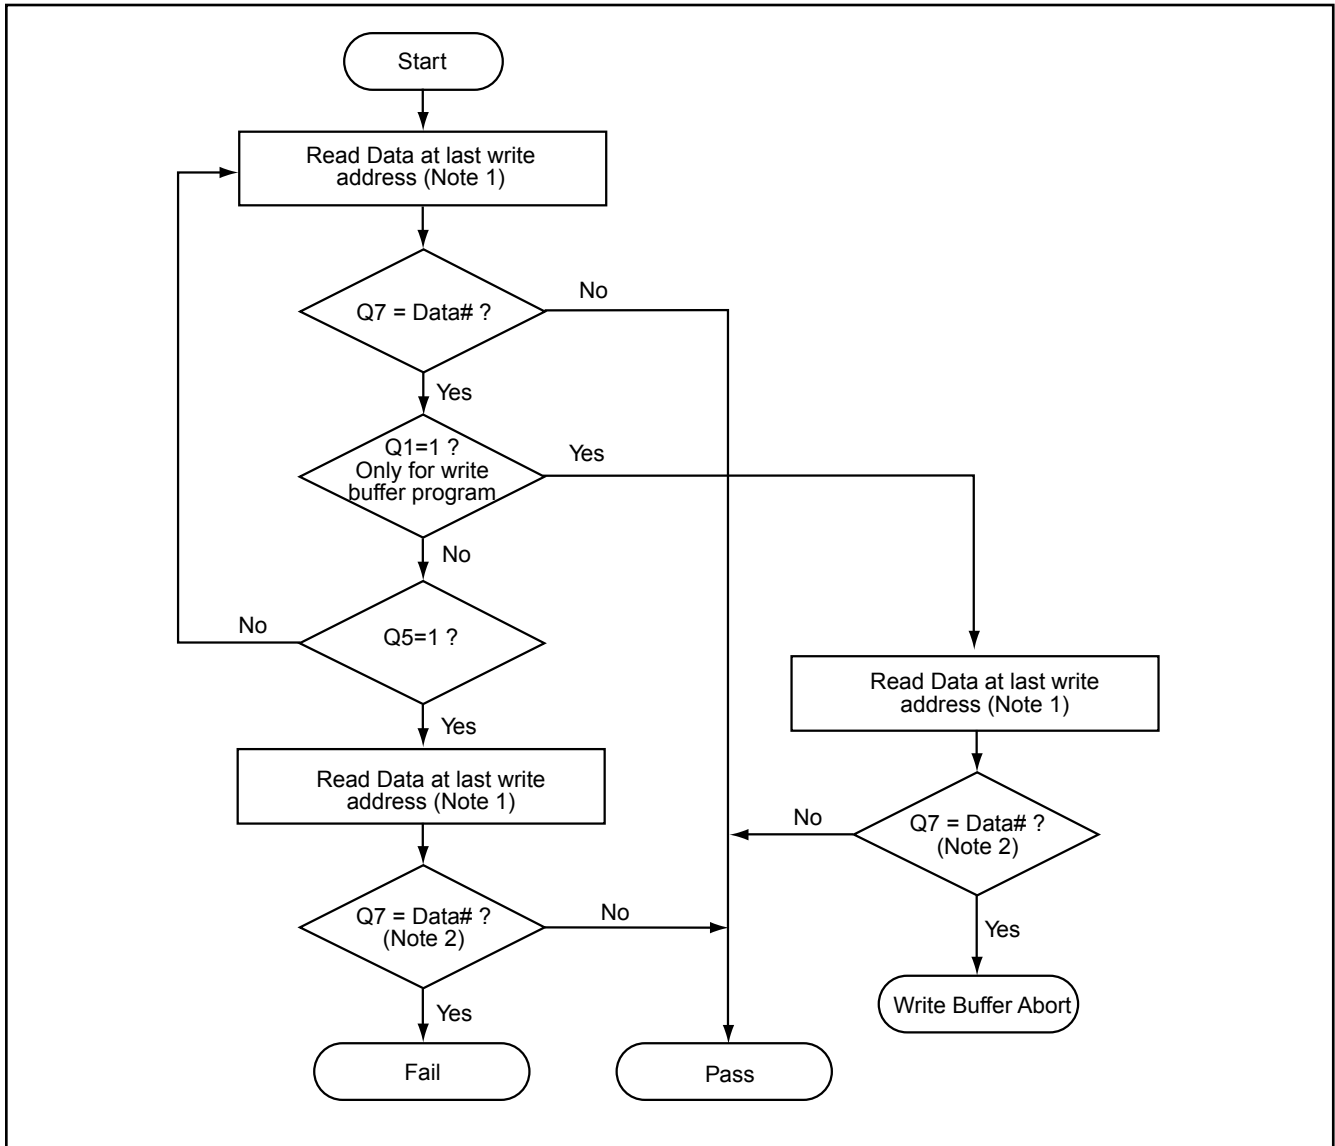 Start
Read Data at last write
address (Note 1)
Q7 = Data# ?
No
Yes
Q1=1 ?
Only for write
buffer program
Yes
No
Q5=1 ?
No
Yes
Read Data at last write
address (Note 1)
Q7 = Data# ?
(Note 2)
No
Yes
Fail
Pass
Read Data at last write
address (Note 1)
Q7 = Data# ?
(Note 2)
No
Yes
Write Buffer Abort